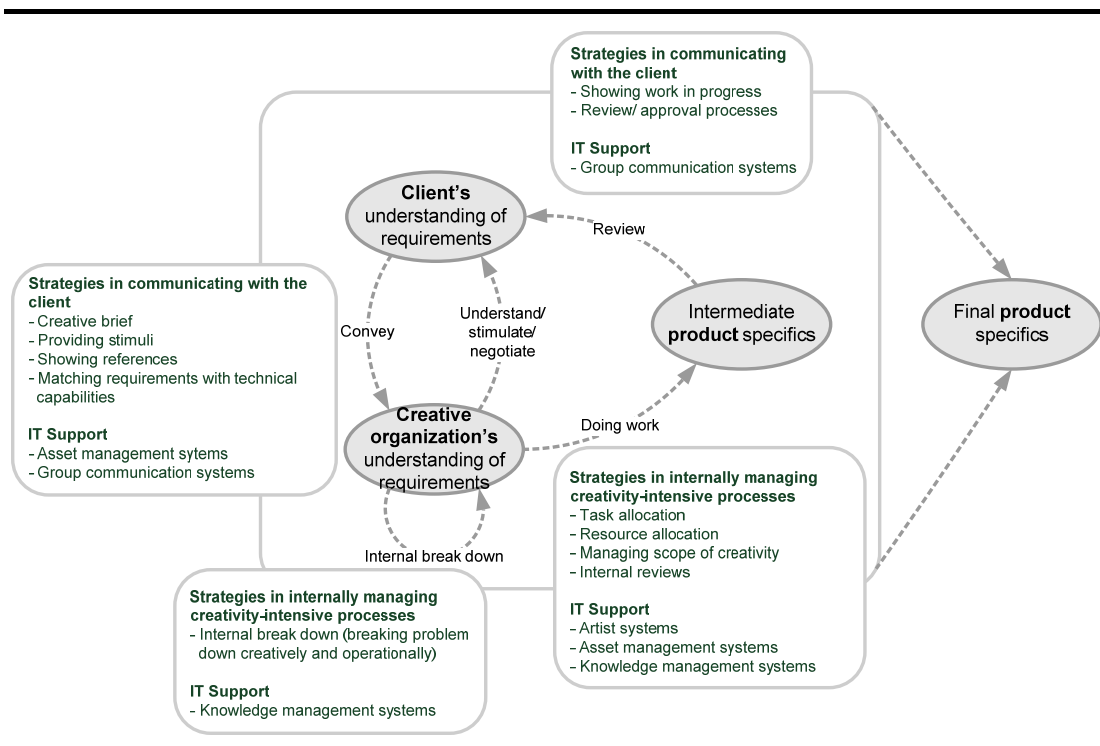 Strategies in communicating
with the client
- Showing work in progress
- Review/ approval processes
IT Support
- Group communication systems
Client's
understanding of
requirements
Review
Strategies in communicating with the
client
- Creative brief
- Providing stimuli
- Showing references
- Matching requirements with technical
capabilities
IT Support
- Asset management sytems
- Group communication systems
Convey
Understand/
stimulate/
negotiate
Intermediate
product specifics
Final product
specifics
Creative
organization's
understanding of
requirements
Doing work
Internal break down
Strategies in internally managing
creativity-intensive processes
- Task allocation
- Resource allocation
- Managing scope of creativity
- Internal reviews
IT Support
- Artist systems
- Asset management systems
- Knowledge management systems
Strategies in internally managing
creativity-intensive processes
- Internal break down (breaking problem
down creatively and operationally)
IT Support
- Knowledge management systems